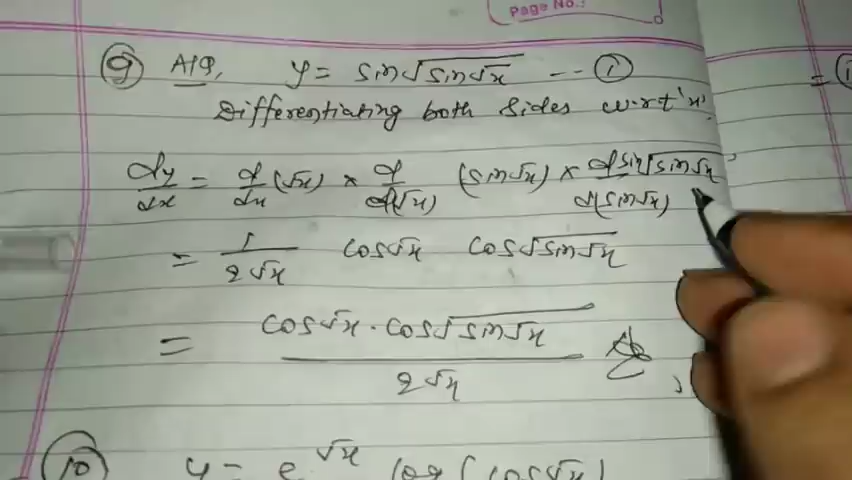 Page No.:
(9) A/Q, y = sin√(sin√x) --- (i)
Differentiating both sides w.r.t 'x'
dy/dx = d/dx (√x) × d/d(√x) (sin√x) × d sin√(sin√x) / d(sin√x)
= 1/(2√x) cos√x cos√(sin√x)
= cos√x · cos√(sin√x) / 2√x
(10) y = e^√x log(cos√x)